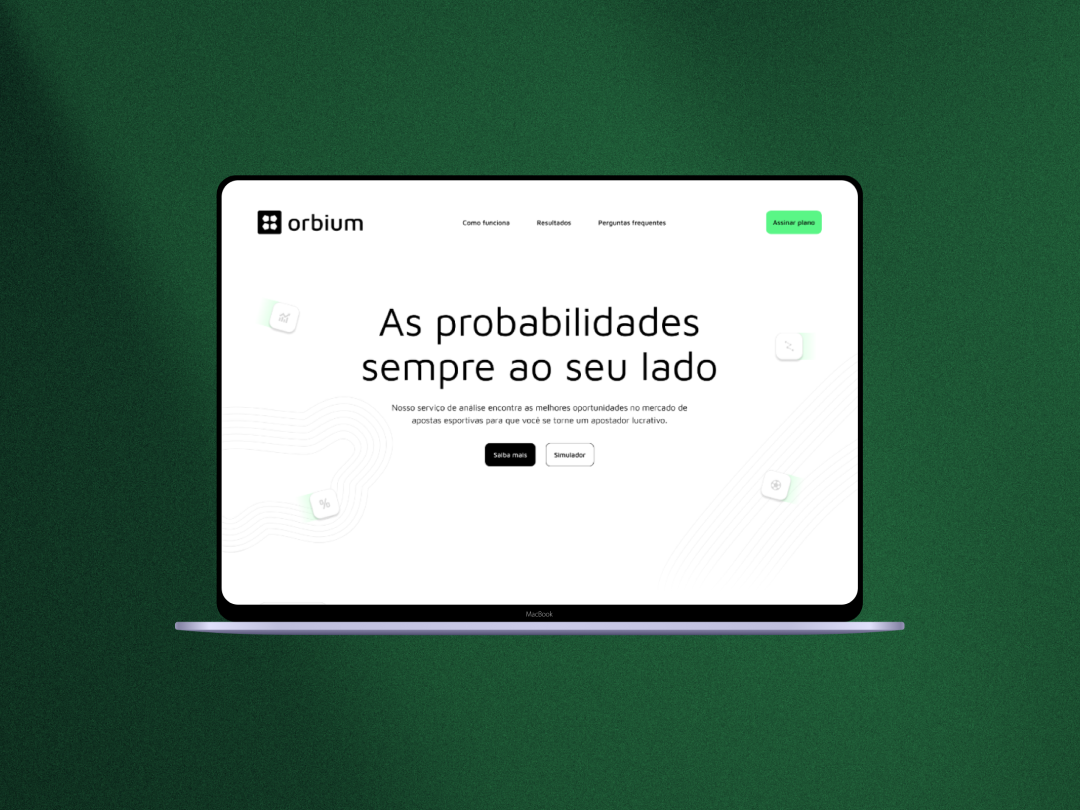 orbium
Como funciona
Resultados
Perguntas frequentes
Assinar plano
As probabilidades
sempre ao seu lado
Nosso serviço de análise encontra as melhores oportunidades no mercado de
apostas esportivas para que você se torne um apostador lucrativo.
Saiba mais
Simulador
%
MacBook